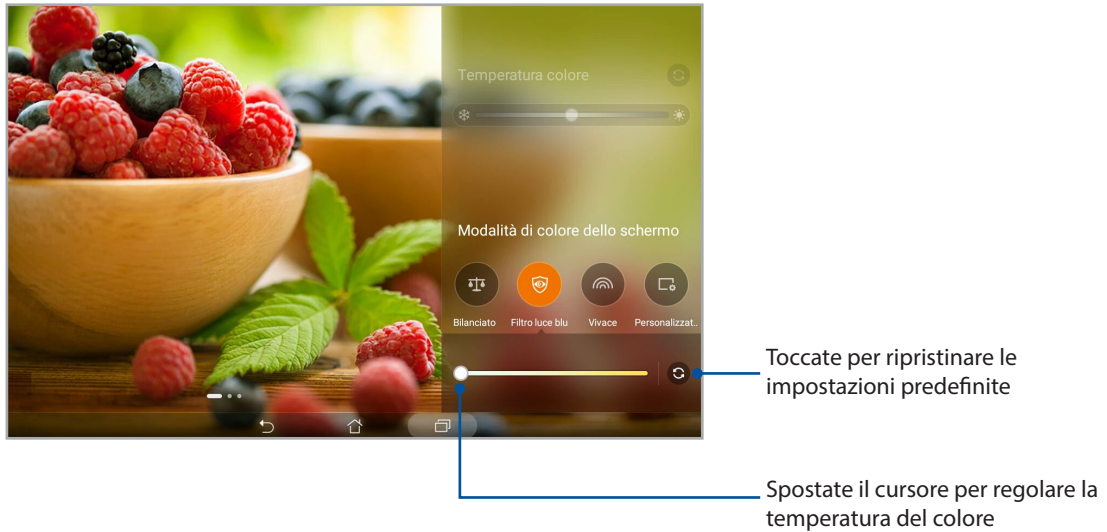 Temperatura colore
Modalità di colore dello schermo
Bilanciato
Filtro luce blu
Vivace
Personalizzat..
Toccate per ripristinare le
impostazioni predefinite
Spostate il cursore per regolare la
temperatura del colore